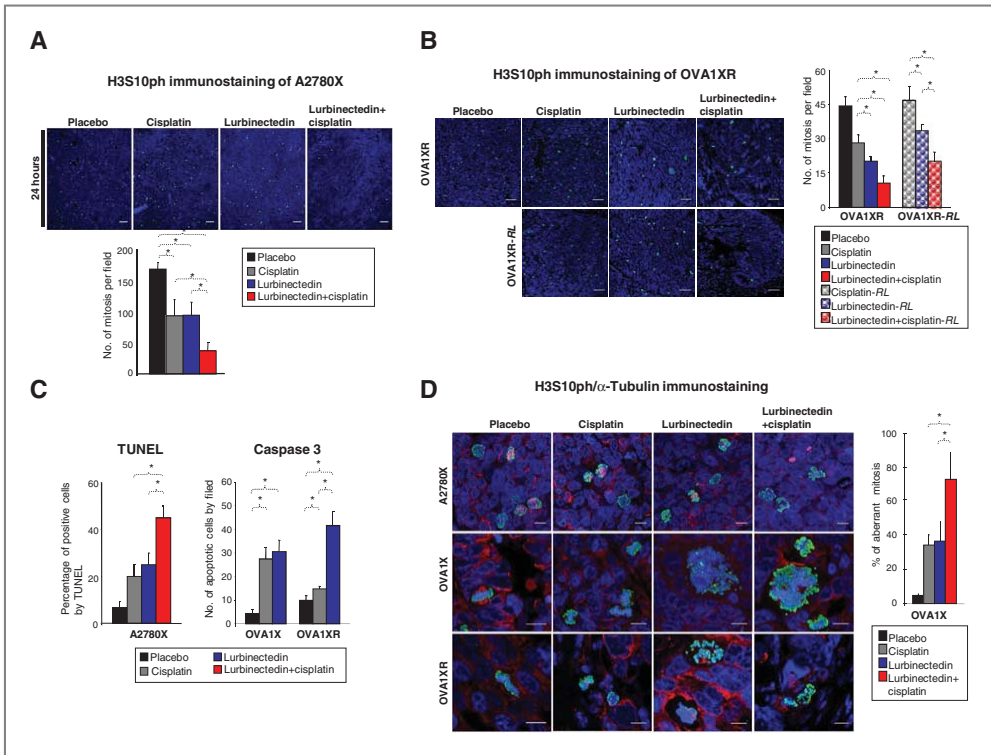 A
H3S10ph immunostaining of A2780X
Placebo
Cisplatin
Lurbinectedin
Lurbinectedin+
cisplatin
24 hours
No. of mitosis per field
200
150
100
50
0
*
*
*
*
*
Placebo
Cisplatin
Lurbinectedin
Lurbinectedin+cisplatin
B
H3S10ph immunostaining of OVA1XR
Placebo
Cisplatin
Lurbinectedin
Lurbinectedin+
cisplatin
OVA1XR
OVA1XR-RL
No. of mitosis per field
60
45
30
15
0
*
*
*
*
*
*
OVA1XR
OVA1XR-RL
Placebo
Cisplatin
Lurbinectedin
Lurbinectedin+cisplatin
Cisplatin-RL
Lurbinectedin-RL
Lurbinectedin+cisplatin-RL
C
TUNEL
Percentage of positive cells
by TUNEL
60
40
20
0
*
*
A2780X
Caspase 3
No. of apoptotic cells by filed
60
50
40
30
20
10
0
*
*
*
*
*
OVA1X
OVA1XR
Placebo
Cisplatin
Lurbinectedin
Lurbinectedin+cisplatin
D
H3S10ph/α-Tubulin immunostaining
Placebo
Cisplatin
Lurbinectedin
Lurbinectedin
+cisplatin
A2780X
OVA1X
OVA1XR
% of aberrant mitosis
100
80
60
40
20
0
*
*
OVA1X
Placebo
Cisplatin
Lurbinectedin
Lurbinectedin+
cisplatin